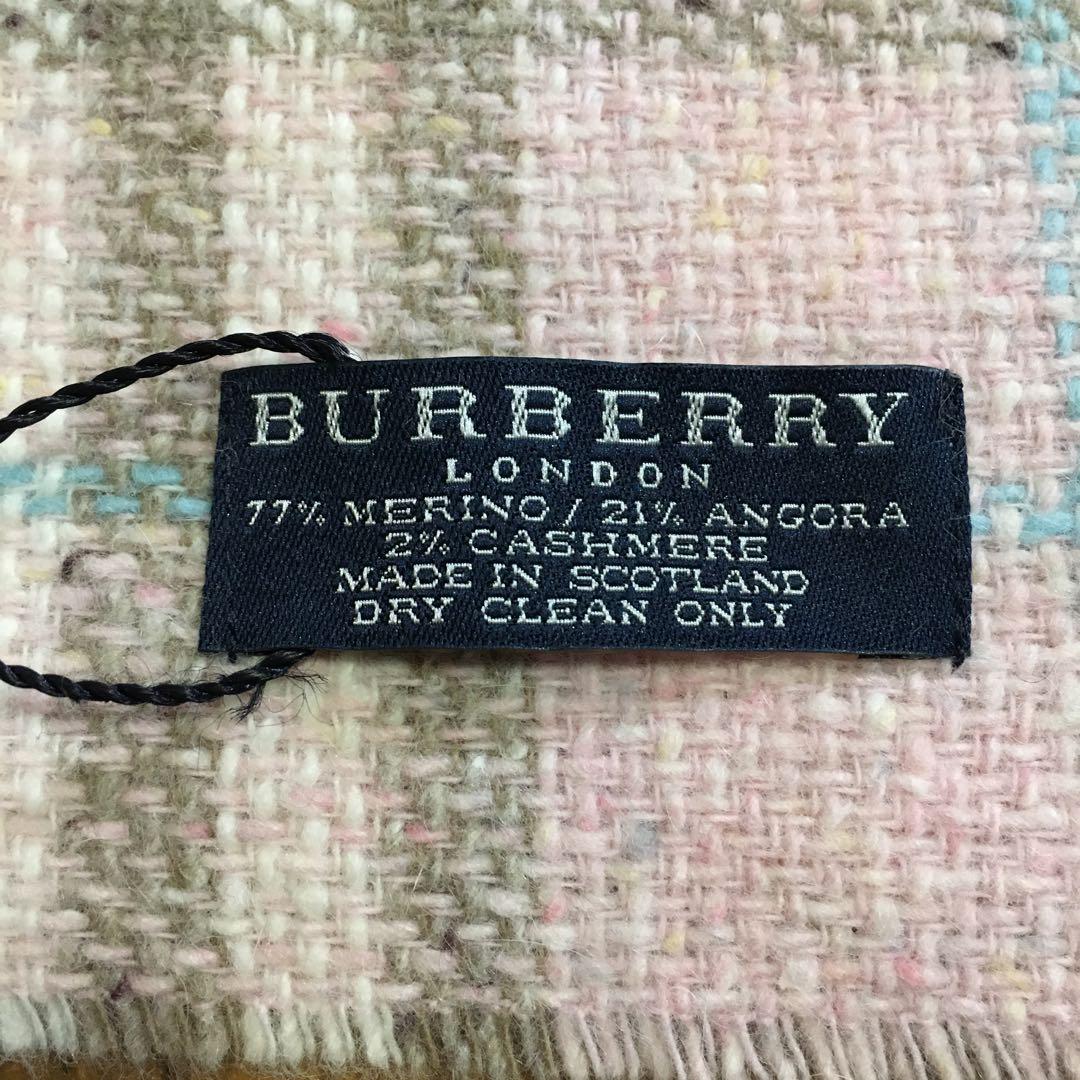 BURBERRY
LONDON
77% MERINO / 21% ANGORA
2% CASHMERE
MADE IN SCOTLAND
DRY CLEAN ONLY